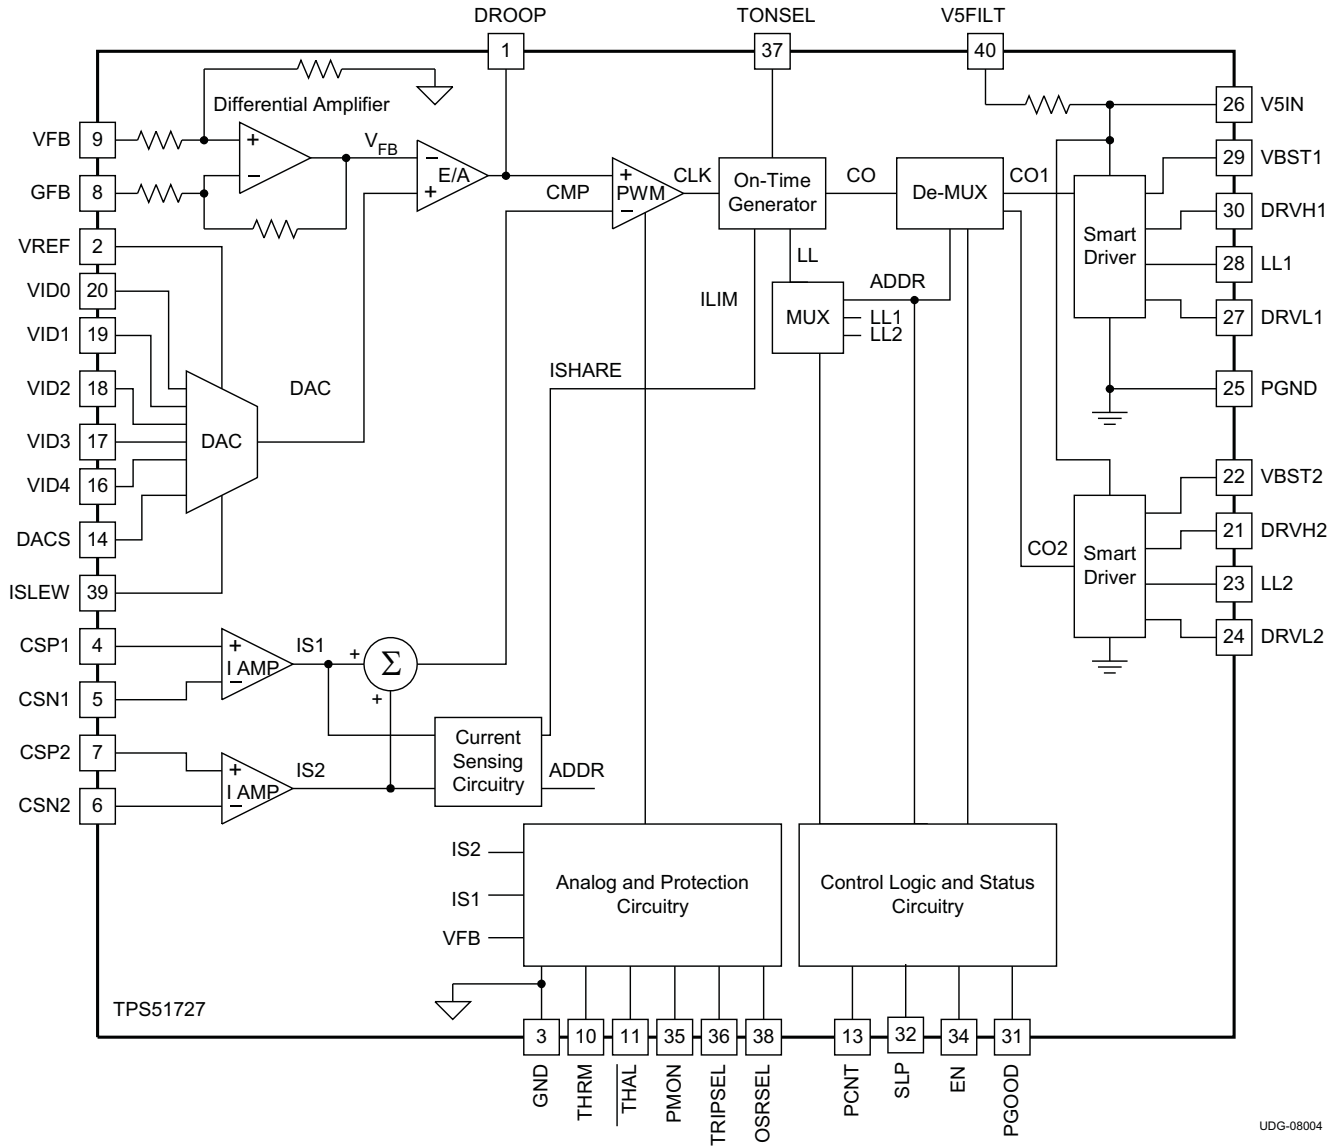 DROOP
TONSEL
V5FILT
1
37
40
Differential Amplifier
26
V5IN
VFB
9
+
−
VFB
−
E/A
+
CMP
+
PWM
−
CLK
On-Time
Generator
CO
De-MUX
CO1
29
VBST1
GFB
8
30
DRVH1
Smart
Driver
VREF
2
LL
28
LL1
VID0
20
ILIM
ADDR
MUX
LL1
LL2
27
DRVL1
VID1
19
ISHARE
VID2
18
DAC
25
PGND
VID3
17
DAC
VID4
16
22
VBST2
DACS
14
21
DRVH2
CO2
Smart
Driver
ISLEW
39
23
LL2
CSP1
4
+
I AMP
−
IS1
+
Σ
+
24
DRVL2
CSN1
5
CSP2
7
+
I AMP
−
IS2
Current
Sensing
Circuitry
ADDR
CSN2
6
IS2
IS1
VFB
Analog and Protection
Circuitry
Control Logic and Status
Circuitry
TPS51727
3
10
11
35
36
38
13
32
34
31
GND
THRM
THAL
PMON
TRIPSEL
OSRSEL
PCNT
SLP
EN
PGOOD
UDG-08004